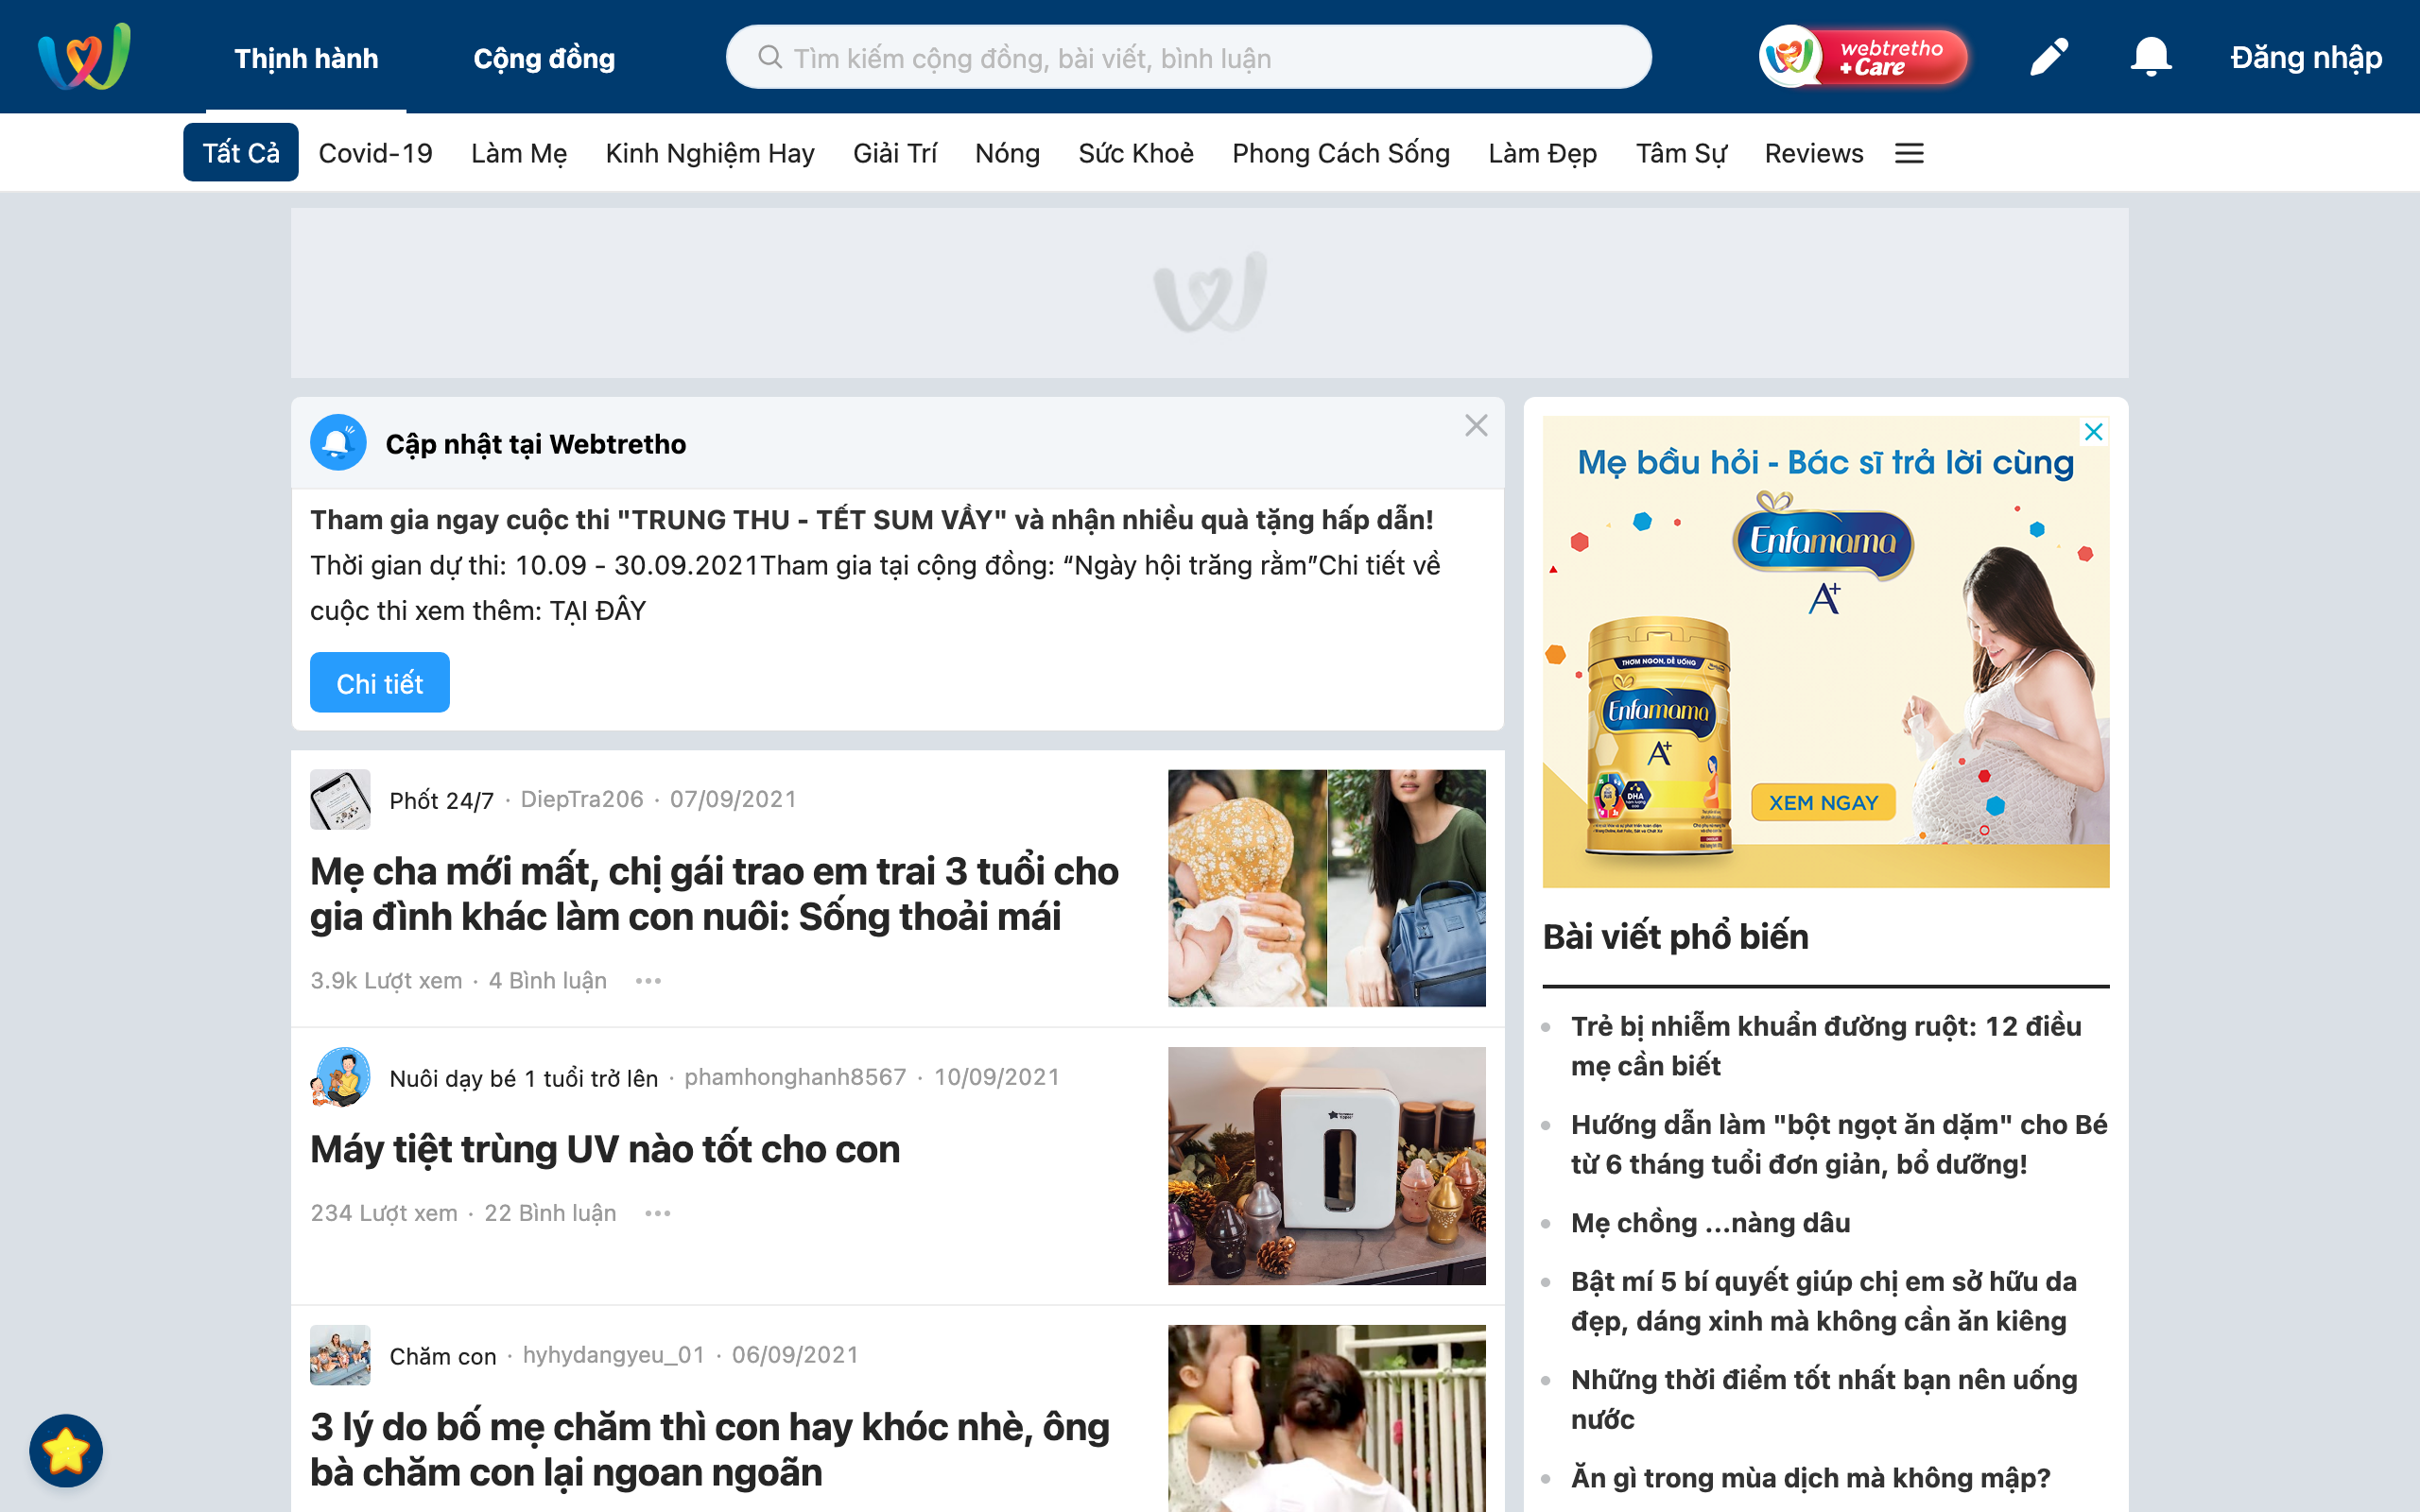 Thịnh hành
Cộng đồng
Tìm kiếm cộng đồng, bài viết, bình luận
webtretho
+Care
Đăng nhập
Tất Cả
Covid-19
Làm Mẹ
Kinh Nghiệm Hay
Giải Trí
Nóng
Sức Khoẻ
Phong Cách Sống
Làm Đẹp
Tâm Sự
Reviews
Cập nhật tại Webtretho
Tham gia ngay cuộc thi "TRUNG THU - TẾT SUM VẦY" và nhận nhiều quà tặng hấp dẫn!
Thời gian dự thi: 10.09 - 30.09.2021Tham gia tại cộng đồng: “Ngày hội trăng rằm”Chi tiết về
cuộc thi xem thêm: TẠI ĐÂY
Chi tiết
Phốt 24/7 · DiepTra206 · 07/09/2021
Mẹ cha mới mất, chị gái trao em trai 3 tuổi cho
gia đình khác làm con nuôi: Sống thoải mái
3.9k Lượt xem · 4 Bình luận
Nuôi dạy bé 1 tuổi trở lên · phamhonghanh8567 · 10/09/2021
Máy tiệt trùng UV nào tốt cho con
234 Lượt xem · 22 Bình luận
Chăm con · hyhydangyeu_01 · 06/09/2021
3 lý do bố mẹ chăm thì con hay khóc nhè, ông
bà chăm con lại ngoan ngoãn
Mẹ bầu hỏi - Bác sĩ trả lời cùng
Enfamama
A+
THƠM NGON, DỄ UỐNG
Enfamama
A+
DHA
XEM NGAY
Bài viết phổ biến
Trẻ bị nhiễm khuẩn đường ruột: 12 điều
mẹ cần biết
Hướng dẫn làm "bột ngọt ăn dặm" cho Bé
từ 6 tháng tuổi đơn giản, bổ dưỡng!
Mẹ chồng ...nàng dâu
Bật mí 5 bí quyết giúp chị em sở hữu da
đẹp, dáng xinh mà không cần ăn kiêng
Những thời điểm tốt nhất bạn nên uống
nước
Ăn gì trong mùa dịch mà không mập?